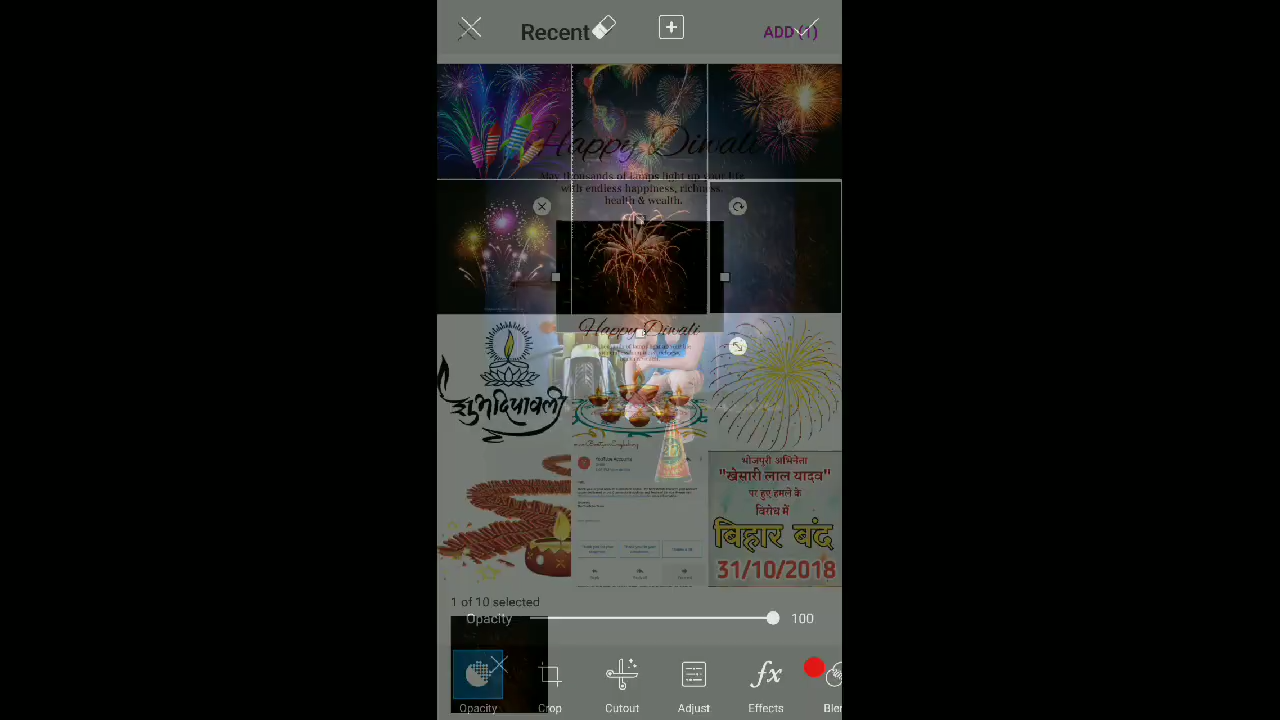 Recent
ADD (1)
Happy Diwali
May thousands of lamps light up your life
with endless happiness, richness,
health & wealth.
Happy Diwali
शुभ दिपावली
भोजपुरी अभिनेता
"खेसारी लाल यादव"
पर हुए हमले के
विरोध में
बिहार बंद
31/10/2018
1 of 10 selected
Opacity 100
Opacity Crop Cutout Adjust Effects Ble
fx